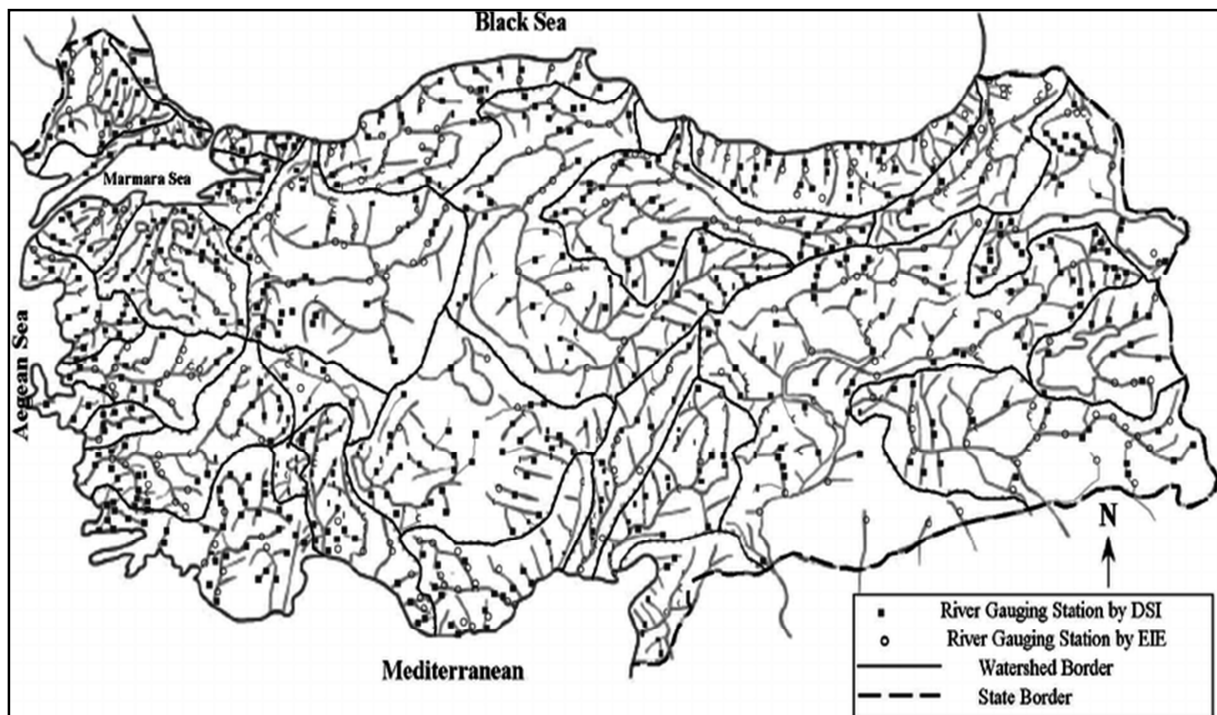 Black Sea
Marmara Sea
Aegean Sea
N
River Gauging Station by DSI
River Gauging Station by EIE
Watershed Border
State Border
Mediterranean